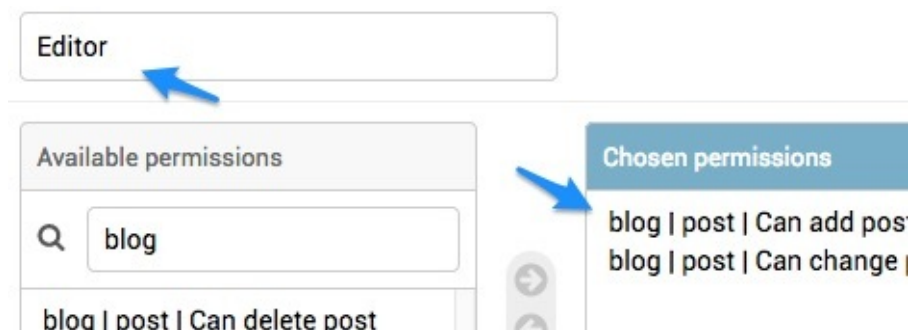 Editor
Available permissions
Chosen permissions
blog
blog | post | Can add post
blog | post | Can change
blog | post | Can delete post